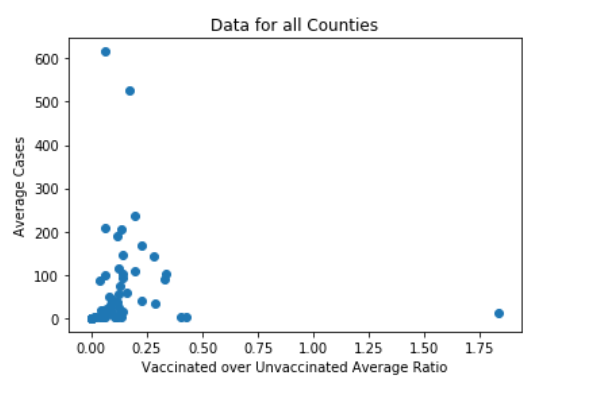 Data for all Counties
600
500
400
300
200
100
0
Average Cases
0.00 0.25 0.50 0.75 1.00 1.25 1.50 1.75
Vaccinated over Unvaccinated Average Ratio